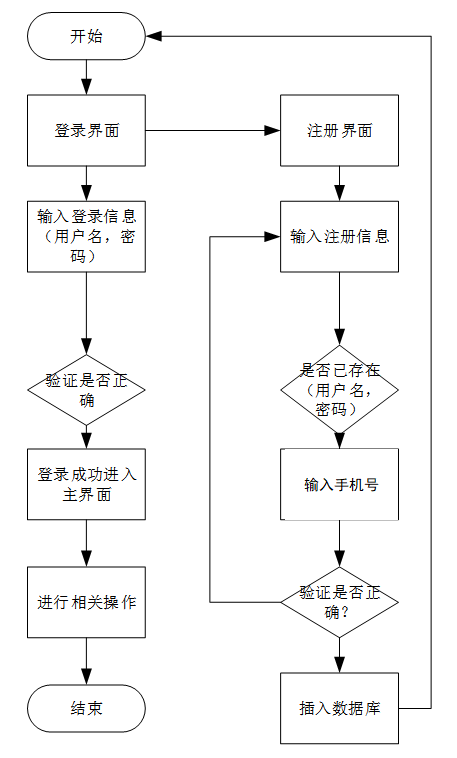 开始
登录界面
注册界面
输入登录信息
（用户名，密
码）
输入注册信息
验证是否正
确
是否已存在
（用户名，
密码）
登录成功进入
主界面
输入手机号
进行相关操作
验证是否正
确？
结束
插入数据库